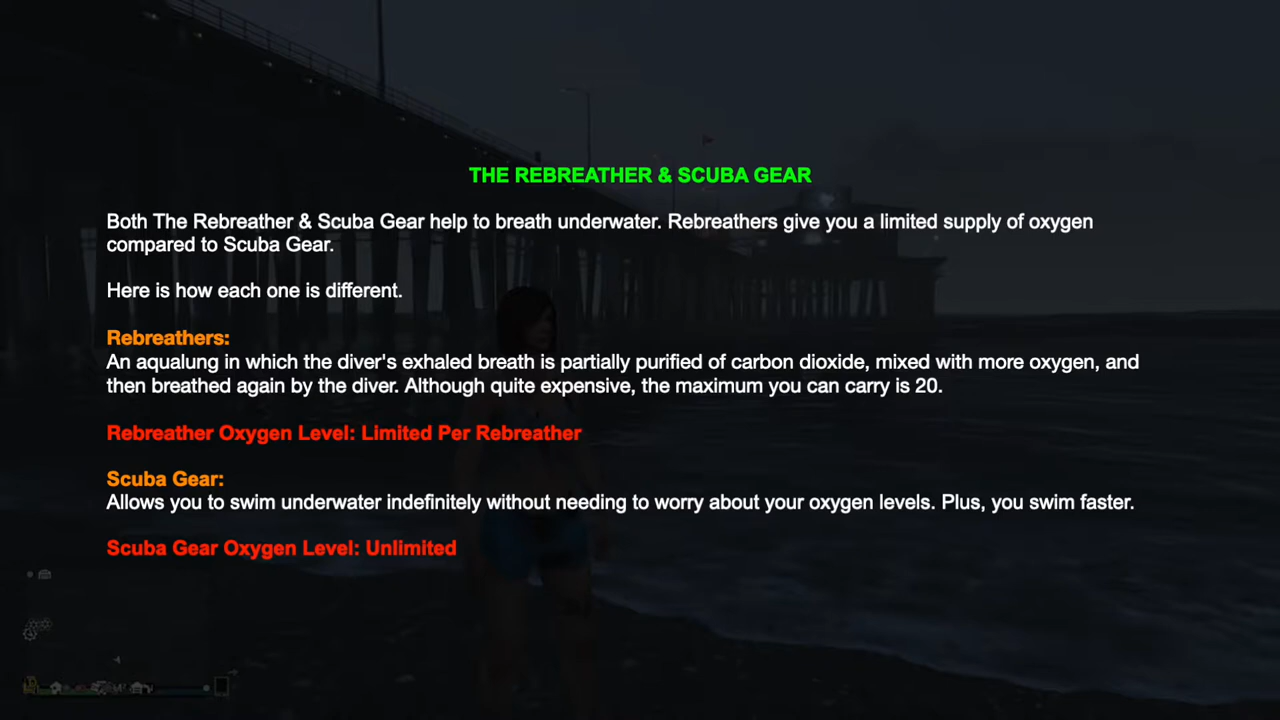 THE REBREATHER & SCUBA GEAR
Both The Rebreather & Scuba Gear help to breath underwater. Rebreathers give you a limited supply of oxygen
compared to Scuba Gear.
Here is how each one is different.
Rebreathers:
An aqualung in which the diver's exhaled breath is partially purified of carbon dioxide, mixed with more oxygen, and
then breathed again by the diver. Although quite expensive, the maximum you can carry is 20.
Rebreather Oxygen Level: Limited Per Rebreather
Scuba Gear:
Allows you to swim underwater indefinitely without needing to worry about your oxygen levels. Plus, you swim faster.
Scuba Gear Oxygen Level: Unlimited